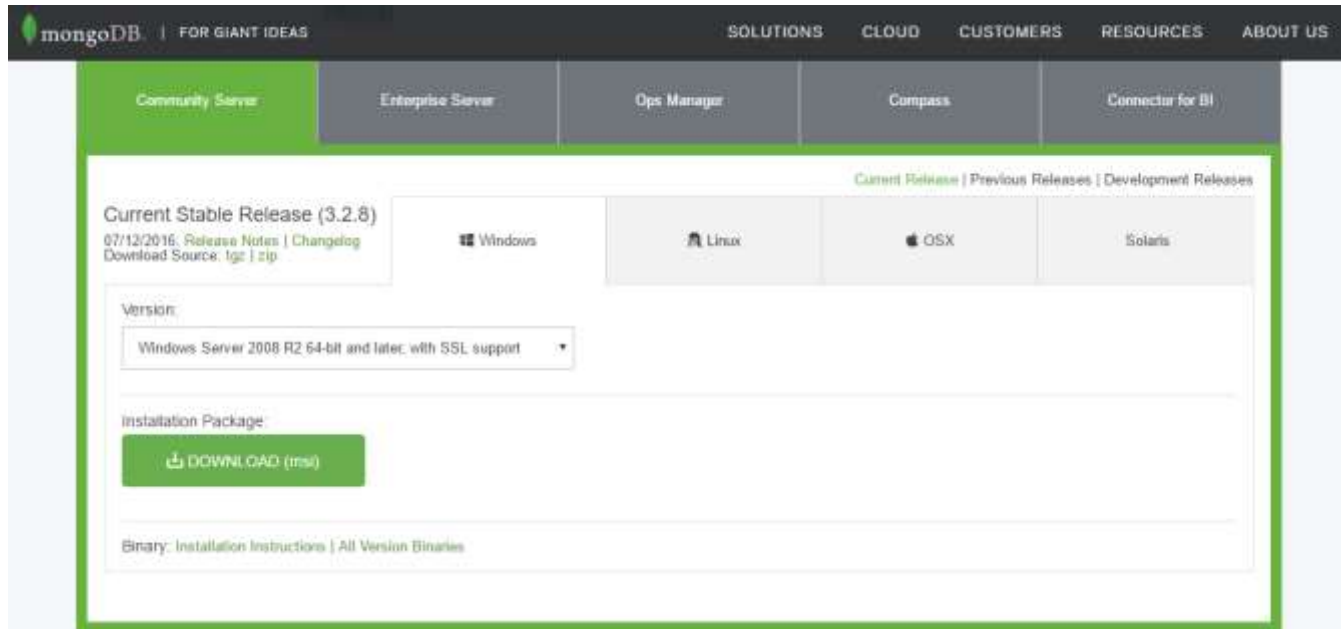 mongoDB. | FOR GIANT IDEAS SOLUTIONS CLOUD CUSTOMERS RESOURCES ABOUT US
Community Server Enterprise Server Ops Manager Compass Connector for BI
Current Release | Previous Releases | Development Releases
Current Stable Release (3.2.8)
07/12/2016: Release Notes | Changelog
Download Source: tgz | zip
Windows Linux OSX Solaris
Version:
Windows Server 2008 R2 64-bit and later, with SSL support
Installation Package:
DOWNLOAD (msi)
Binary: Installation Instructions | All Version Binaries